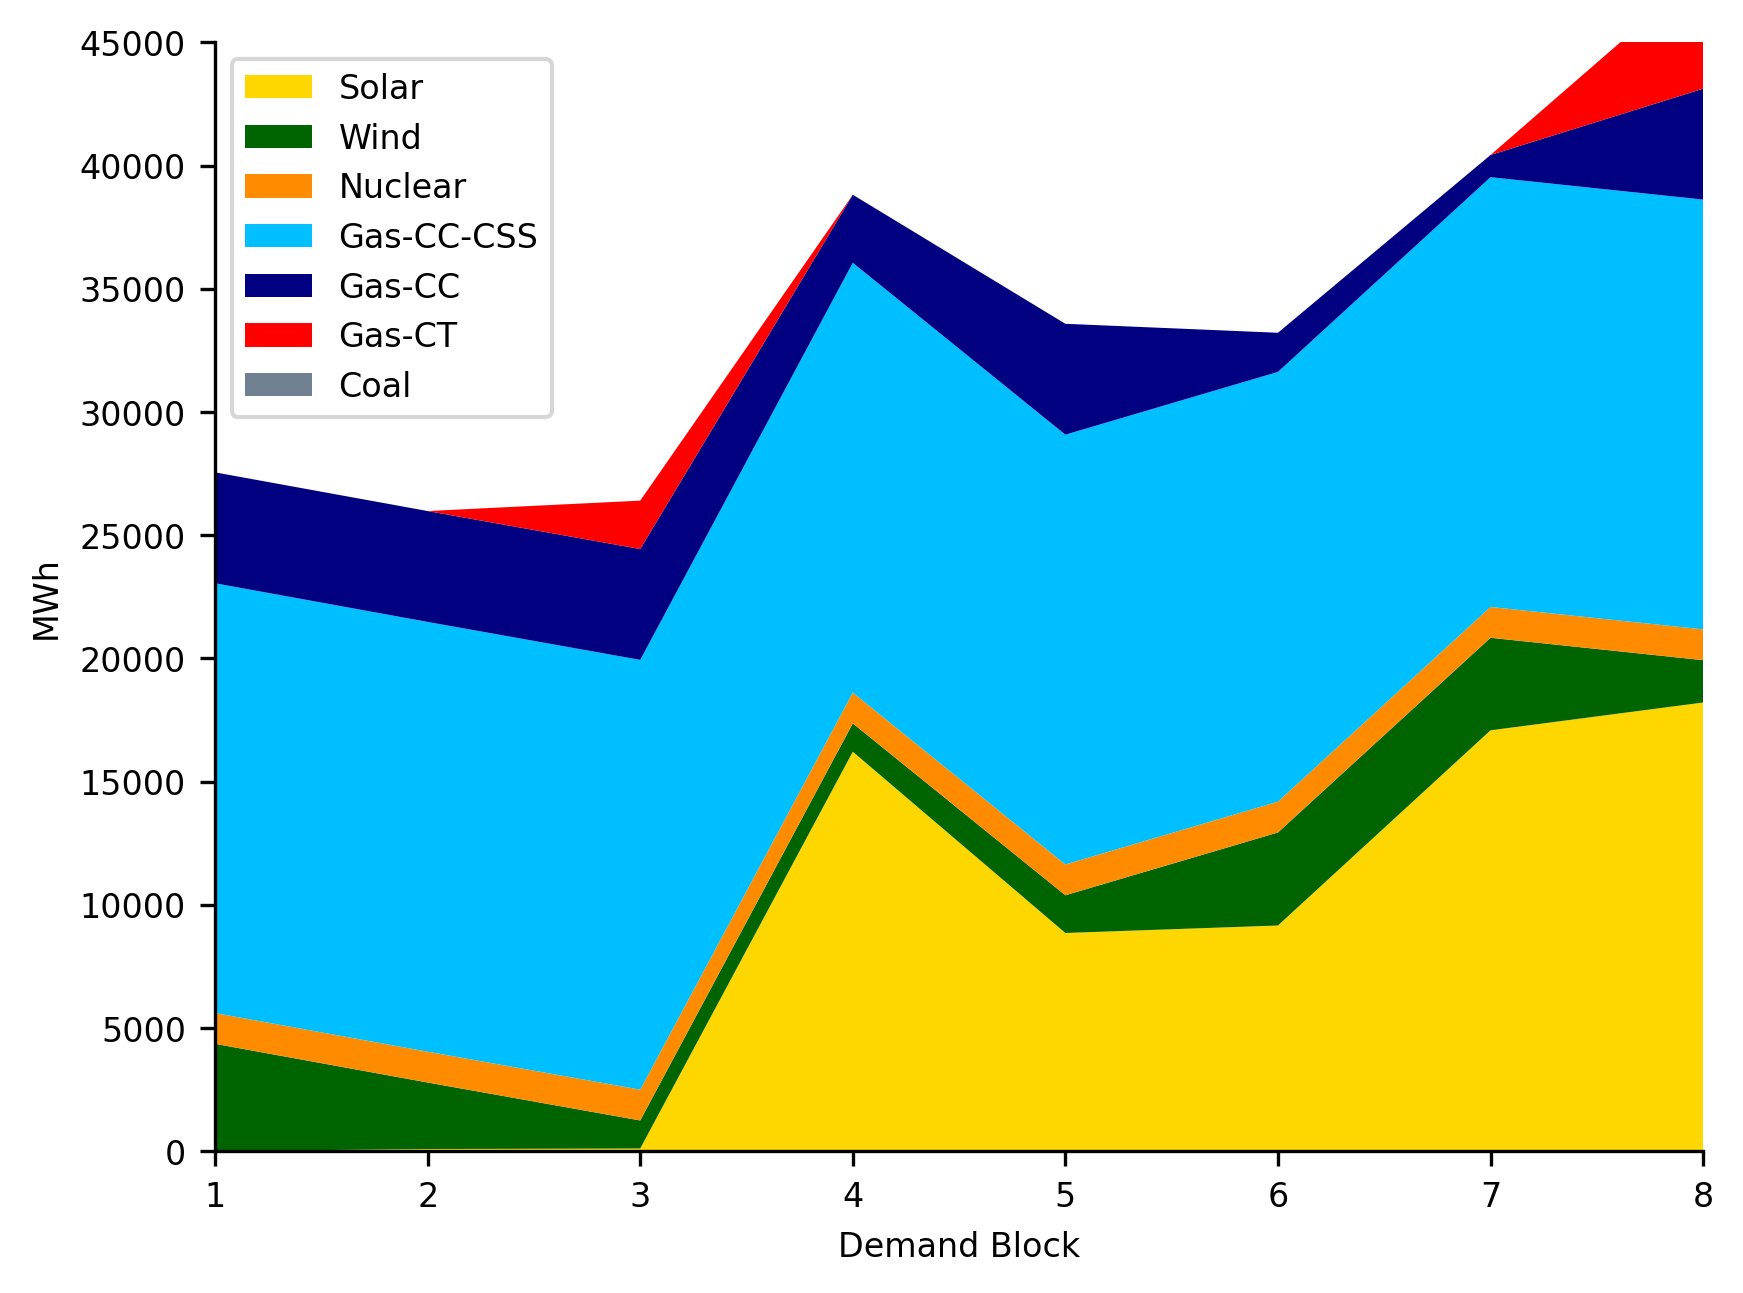 45000
40000
35000
30000
25000
20000
15000
10000
5000
0
MWh
Solar
Wind
Nuclear
Gas-CC-CSS
Gas-CC
Gas-CT
Coal
1 2 3 4 5 6 7 8
Demand Block